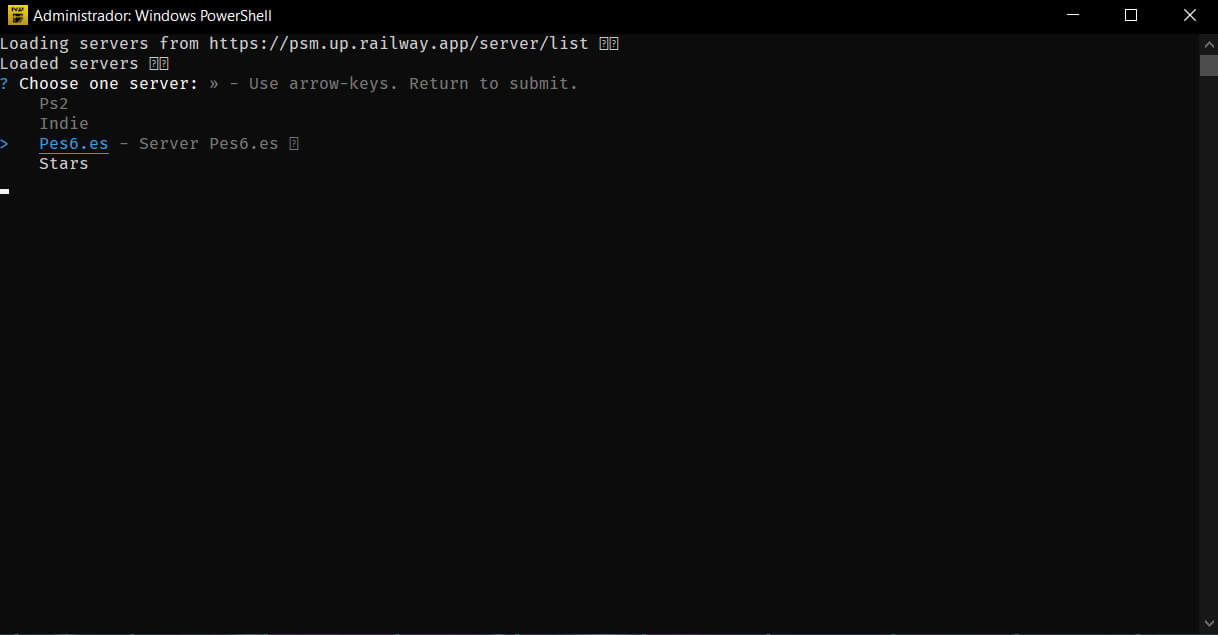 Administrador: Windows PowerShell
Loading servers from https://psm.up.railway.app/server/list ⍰⍰
Loaded servers ⍰⍰
? Choose one server: » - Use arrow-keys. Return to submit.
Ps2
Indie
> Pes6.es - Server Pes6.es ⍰
Stars